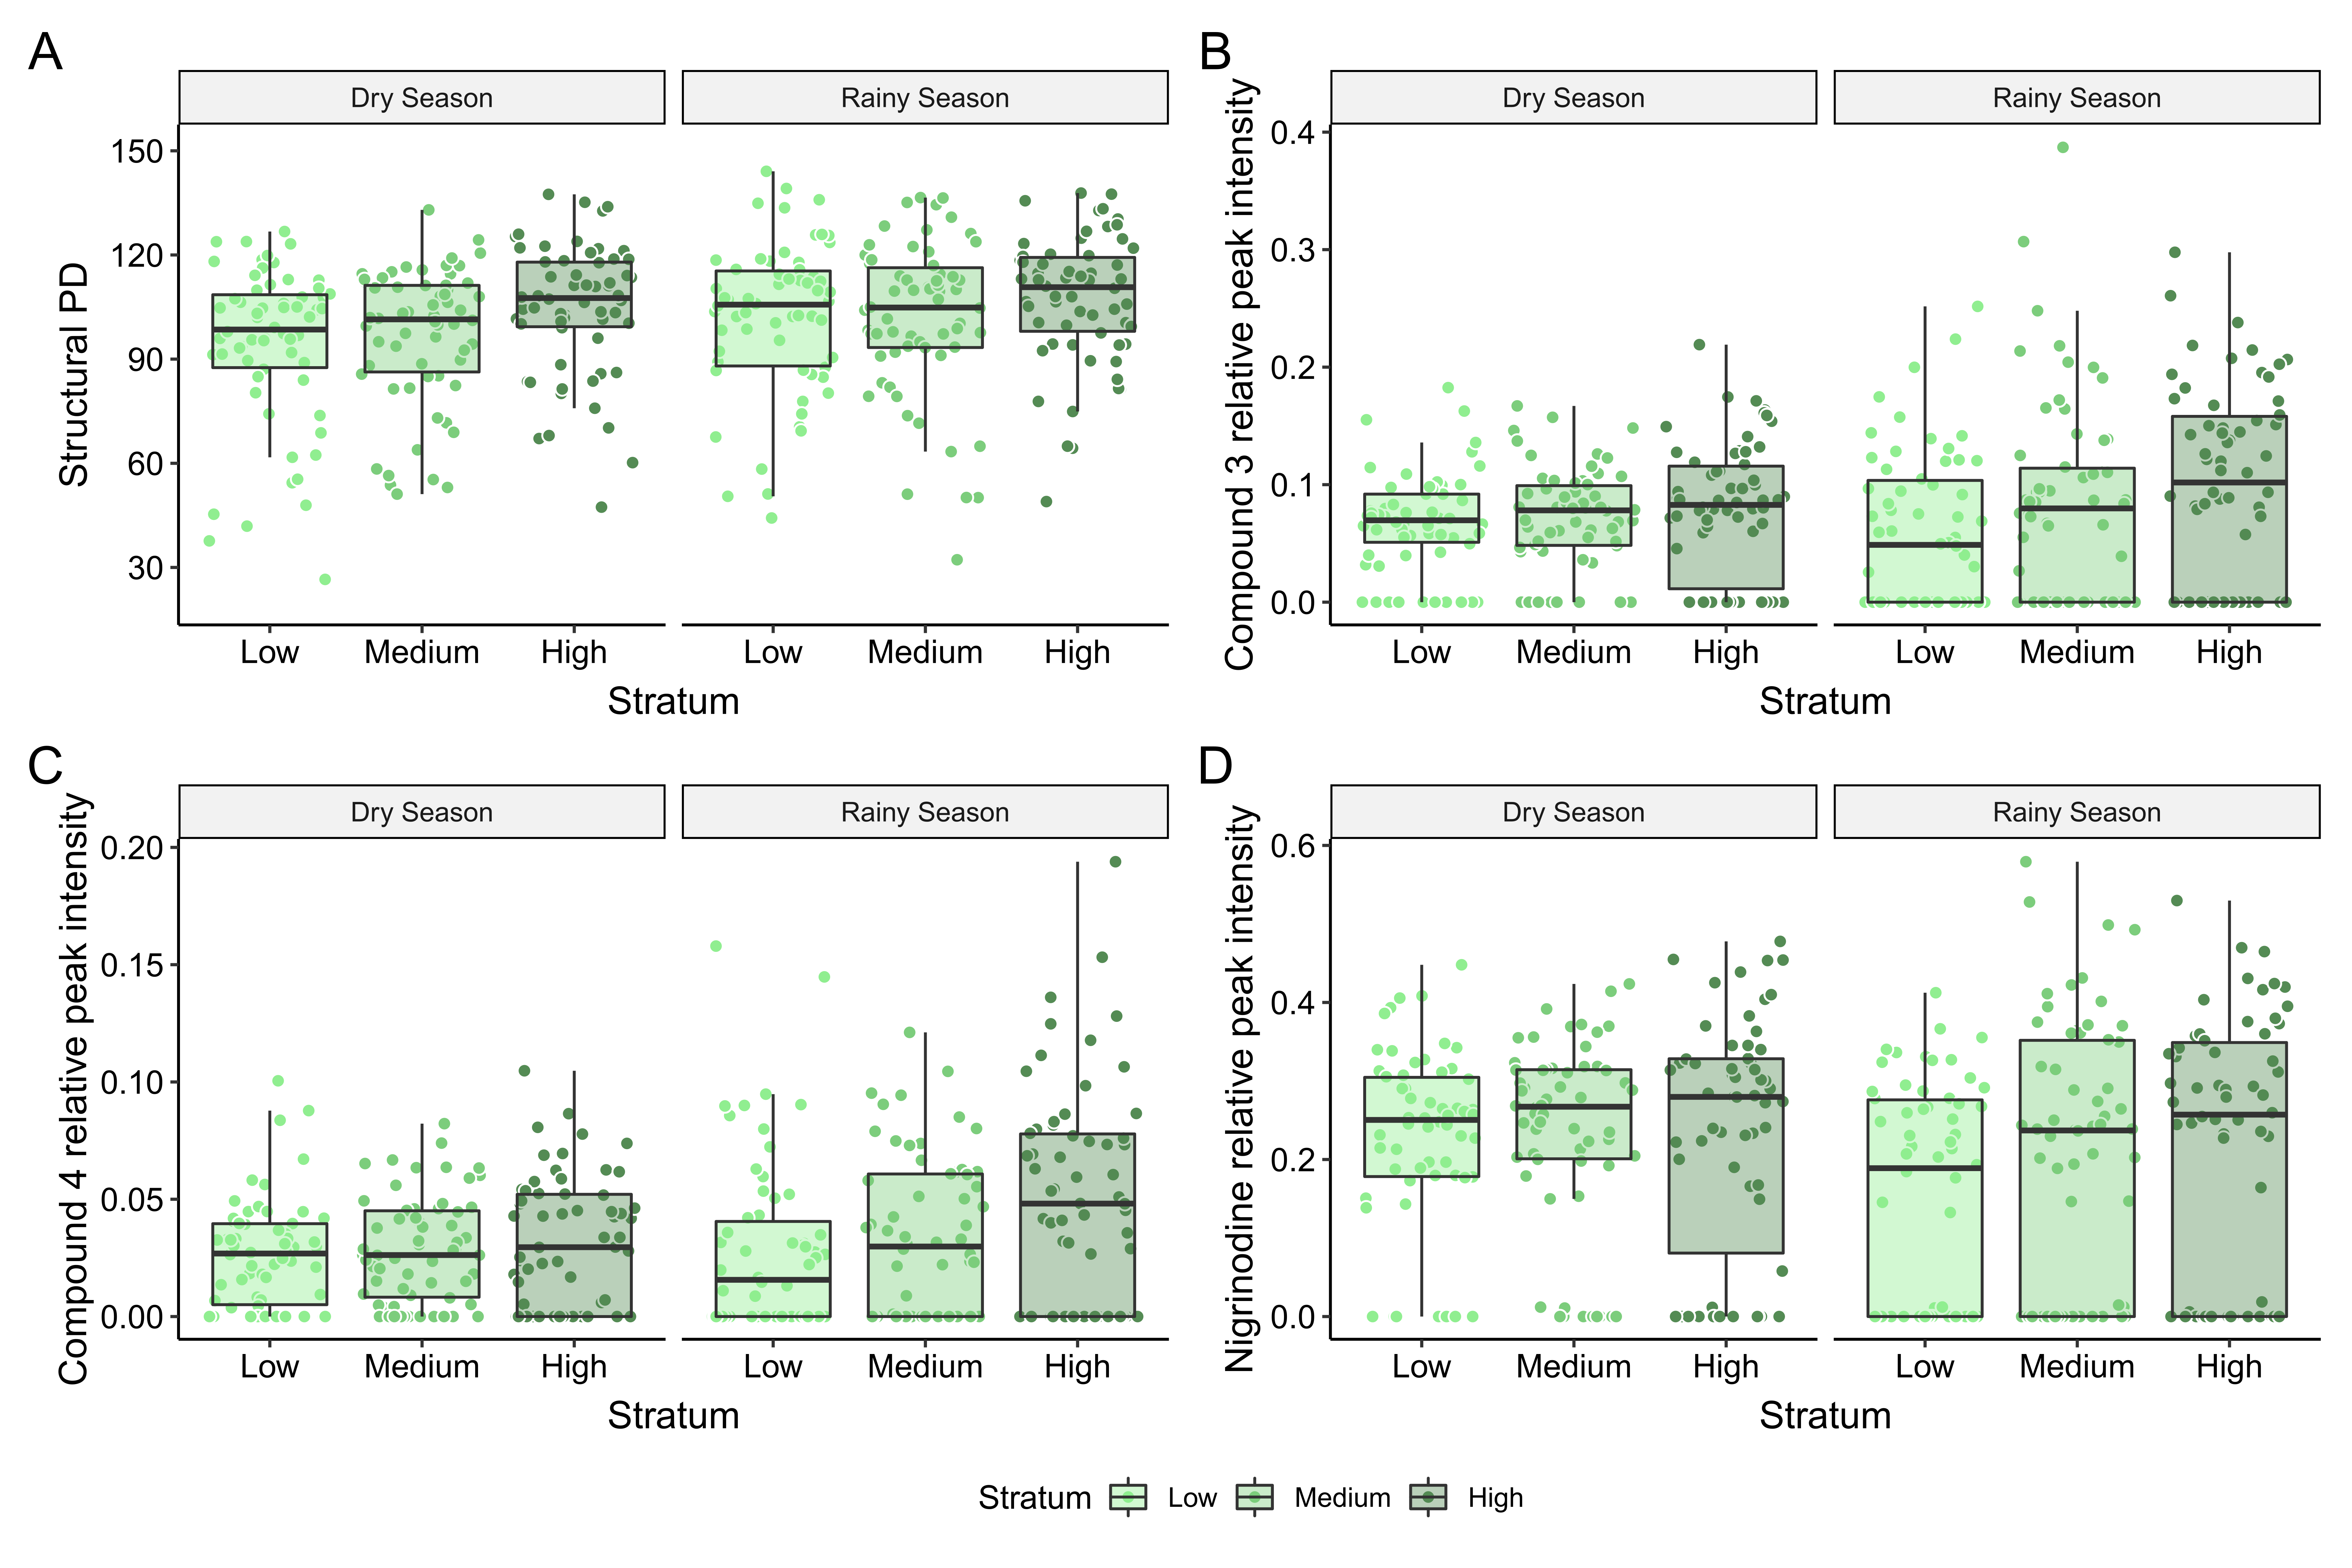 A
Dry Season
Rainy Season
Structural PD
150
120
90
60
30
Low
Medium
High
Low
Medium
High
Stratum
B
Dry Season
Rainy Season
Compound 3 relative peak intensity
0.4
0.3
0.2
0.1
0.0
Low
Medium
High
Low
Medium
High
Stratum
C
Dry Season
Rainy Season
Compound 4 relative peak intensity
0.20
0.15
0.10
0.05
0.00
Low
Medium
High
Low
Medium
High
Stratum
D
Dry Season
Rainy Season
Nigrinodine relative peak intensity
0.6
0.4
0.2
0.0
Low
Medium
High
Low
Medium
High
Stratum
Stratum Low Medium High